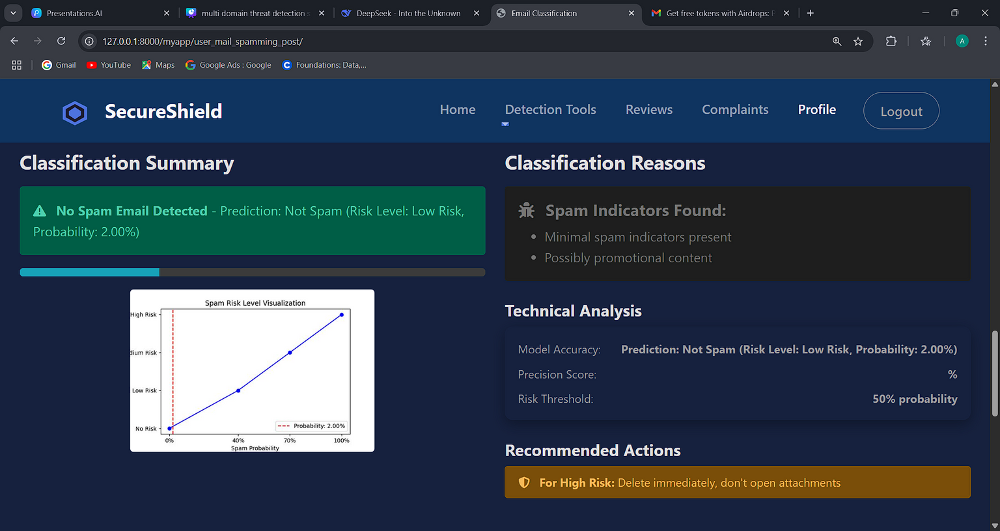 Presentations.AI
multi domain threat detection s
DeepSeek - Into the Unknown
Email Classification
Get free tokens with Airdrops: P
127.0.0.1:8000/myapp/user_mail_spamming_post/
A
Gmail
YouTube
Maps
Google Ads : Google
Foundations: Data,...
SecureShield
Home
Detection Tools
Reviews
Complaints
Profile
Logout
Classification Summary
No Spam Email Detected - Prediction: Not Spam (Risk Level: Low Risk,
Probability: 2.00%)
Spam Risk Level Visualization
High Risk
dium Risk
Low Risk
No Risk
Probability: 2.00%
0%
40%
70%
100%
Spam Probability
Classification Reasons
Spam Indicators Found:
• Minimal spam indicators present
• Possibly promotional content
Technical Analysis
Model Accuracy: Prediction: Not Spam (Risk Level: Low Risk, Probability: 2.00%)
Precision Score: %
Risk Threshold: 50% probability
Recommended Actions
For High Risk: Delete immediately, don't open attachments